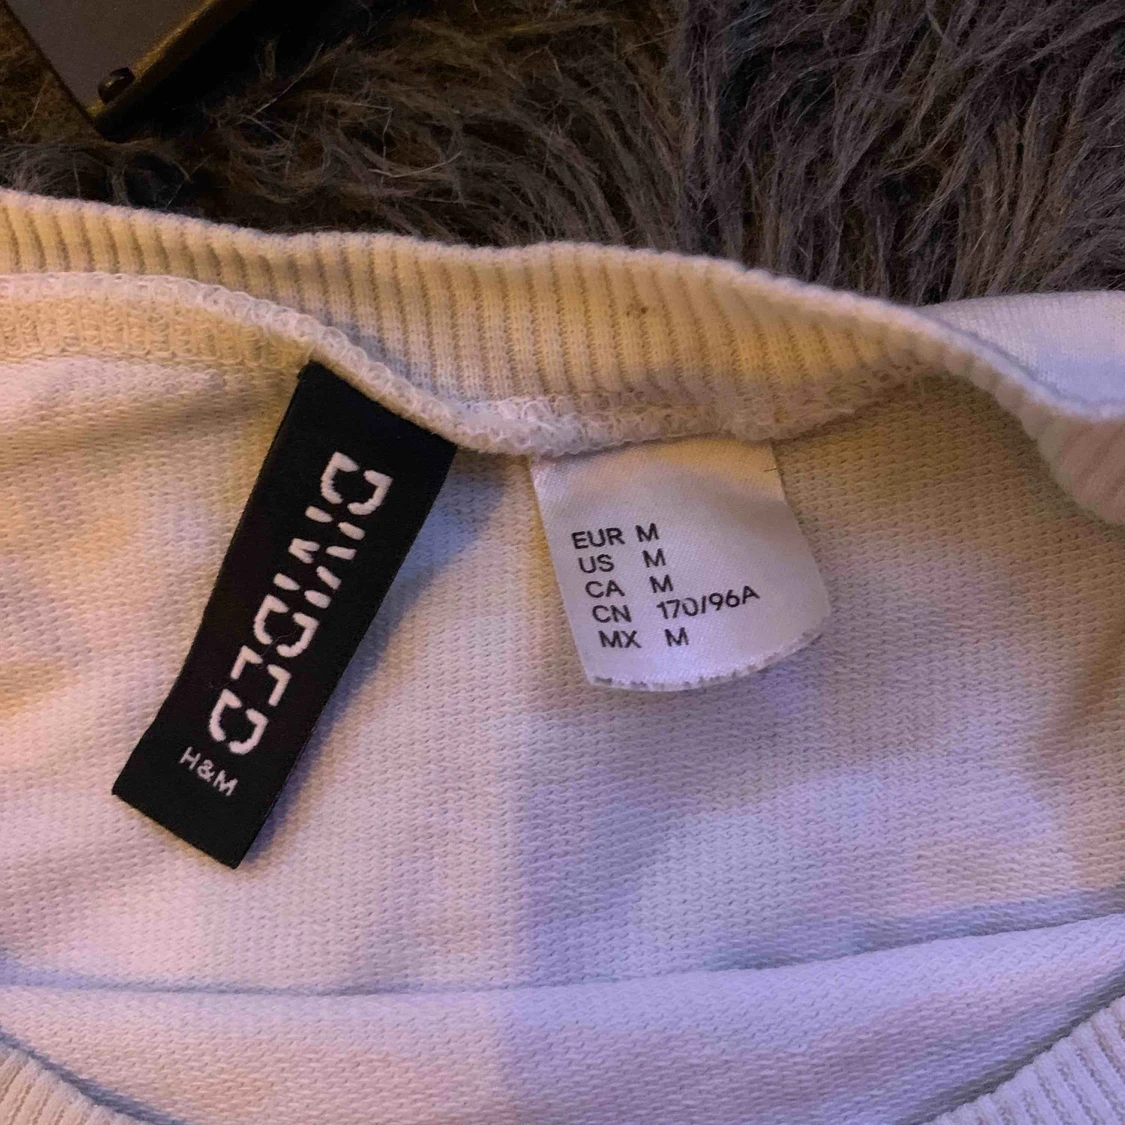 DIVIDED
H&M
EUR M
US M
CA M
CN 170/96A
MX M